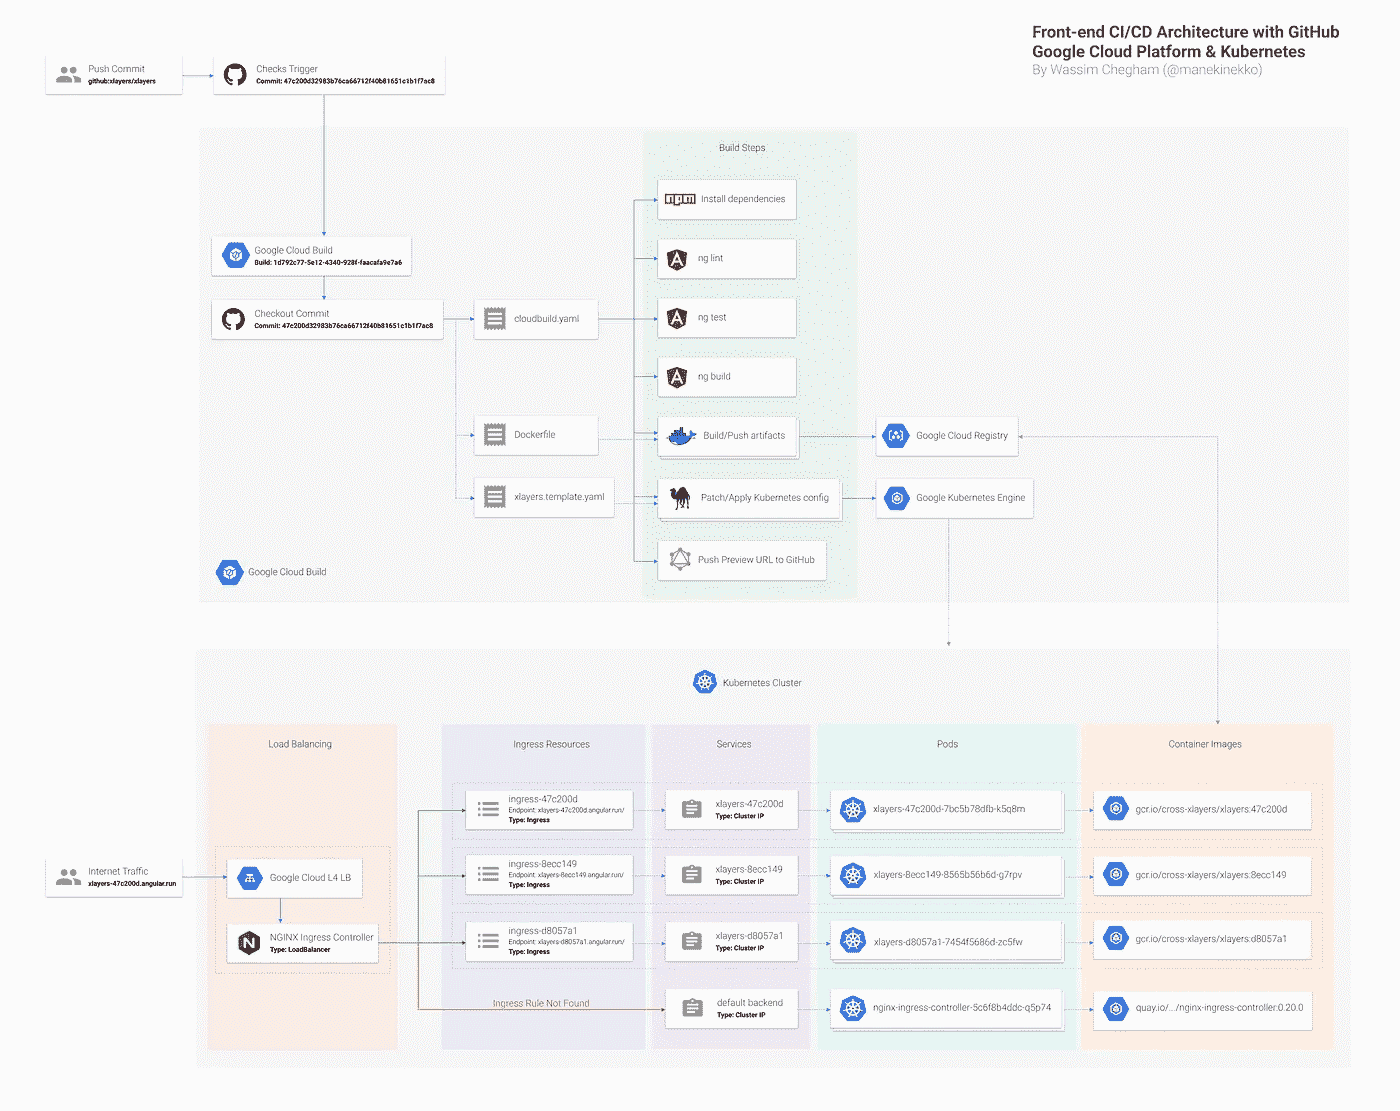 Front-end CI/CD Architecture with GitHub
Google Cloud Platform & Kubernetes
By Wassim Chegham (@manekinekko)
Push Commit
github:xlayers/xlayers
Checks Trigger
Commit: 47c200d32983b76ca66712f40b81651c1b1f7ac8
Build Steps
npm
Install dependencies
ng lint
ng test
ng build
Build/Push artifacts
Patch/Apply Kubernetes config
Push Preview URL to GitHub
Google Cloud Build
Build: 1d792c77-5e12-4340-928f-faacafa9e7a6
Checkout Commit
Commit: 47c200d32983b76ca66712f40b81651c1b1f7ac8
cloudbuild.yaml
Dockerfile
xlayers.template.yaml
Google Cloud Registry
Google Kubernetes Engine
Google Cloud Build
Kubernetes Cluster
Load Balancing
Ingress Resources
Services
Pods
Container Images
Internet Traffic
xlayers-47c200d.angular.run
Google Cloud L4 LB
NGINX Ingress Controller
Type: LoadBalancer
ingress-47c200d
Endpoint: xlayers-47c200d.angular.run/
Type: Ingress
xlayers-47c200d
Type: Cluster IP
xlayers-47c200d-7bc5b78dfb-k5q8m
gcr.io/cross-xlayers/xlayers:47c200d
ingress-8ecc149
Endpoint: xlayers-8ecc149.angular.run/
Type: Ingress
xlayers-8ecc149
Type: Cluster IP
xlayers-8ecc149-8565b56b6d-g7rpv
gcr.io/cross-xlayers/xlayers:8ecc149
ingress-d8057a1
Endpoint: xlayers-d8057a1.angular.run/
Type: Ingress
xlayers-d8057a1
Type: Cluster IP
xlayers-d8057a1-7454f5686d-zc5fw
gcr.io/cross-xlayers/xlayers:d8057a1
Ingress Rule Not Found
default backend
Type: Cluster IP
nginx-ingress-controller-5c6f8b4ddc-q5p74
quay.io/.../nginx-ingress-controller:0.20.0